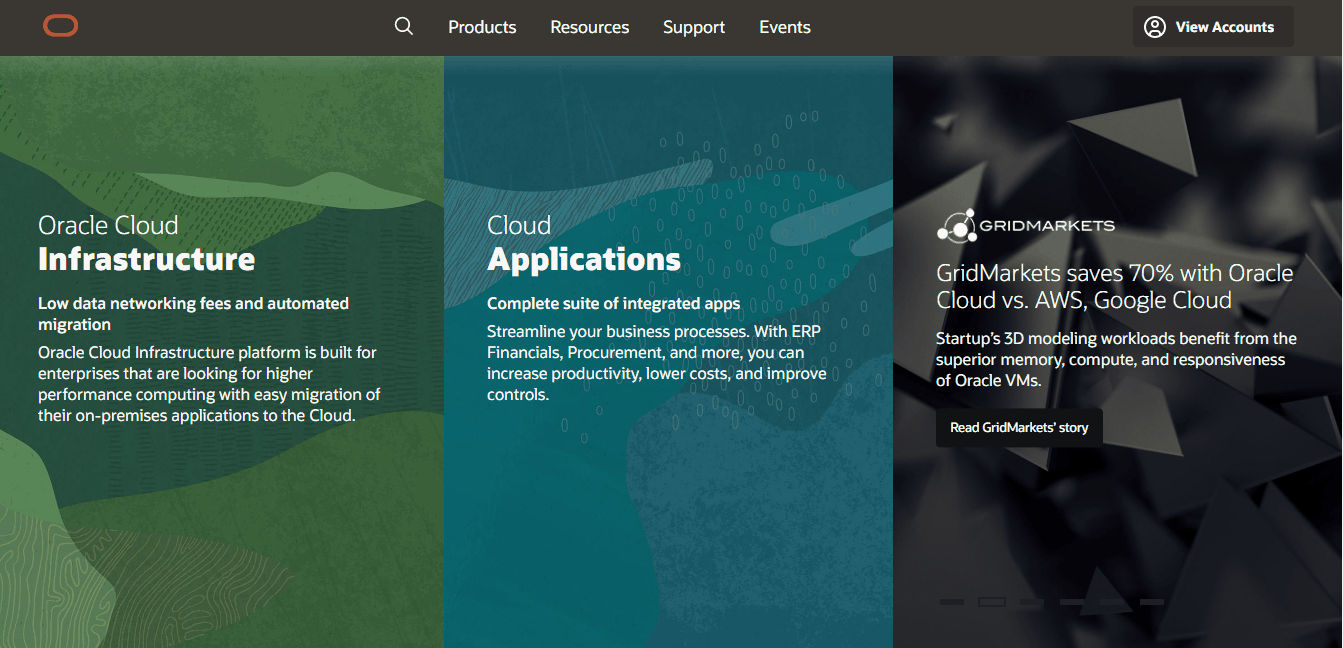 Products
Resources
Support
Events
View Accounts
Oracle Cloud
Infrastructure
Low data networking fees and automated
migration
Oracle Cloud Infrastructure platform is built for
enterprises that are looking for higher
performance computing with easy migration of
their on-premises applications to the Cloud.
Cloud
Applications
Complete suite of integrated apps
Streamline your business processes. With ERP
Financials, Procurement, and more, you can
increase productivity, lower costs, and improve
controls.
GRIDMARKETS
GridMarkets saves 70% with Oracle
Cloud vs. AWS, Google Cloud
Startup's 3D modeling workloads benefit from the
superior memory, compute, and responsiveness
of Oracle VMs.
Read GridMarkets' story